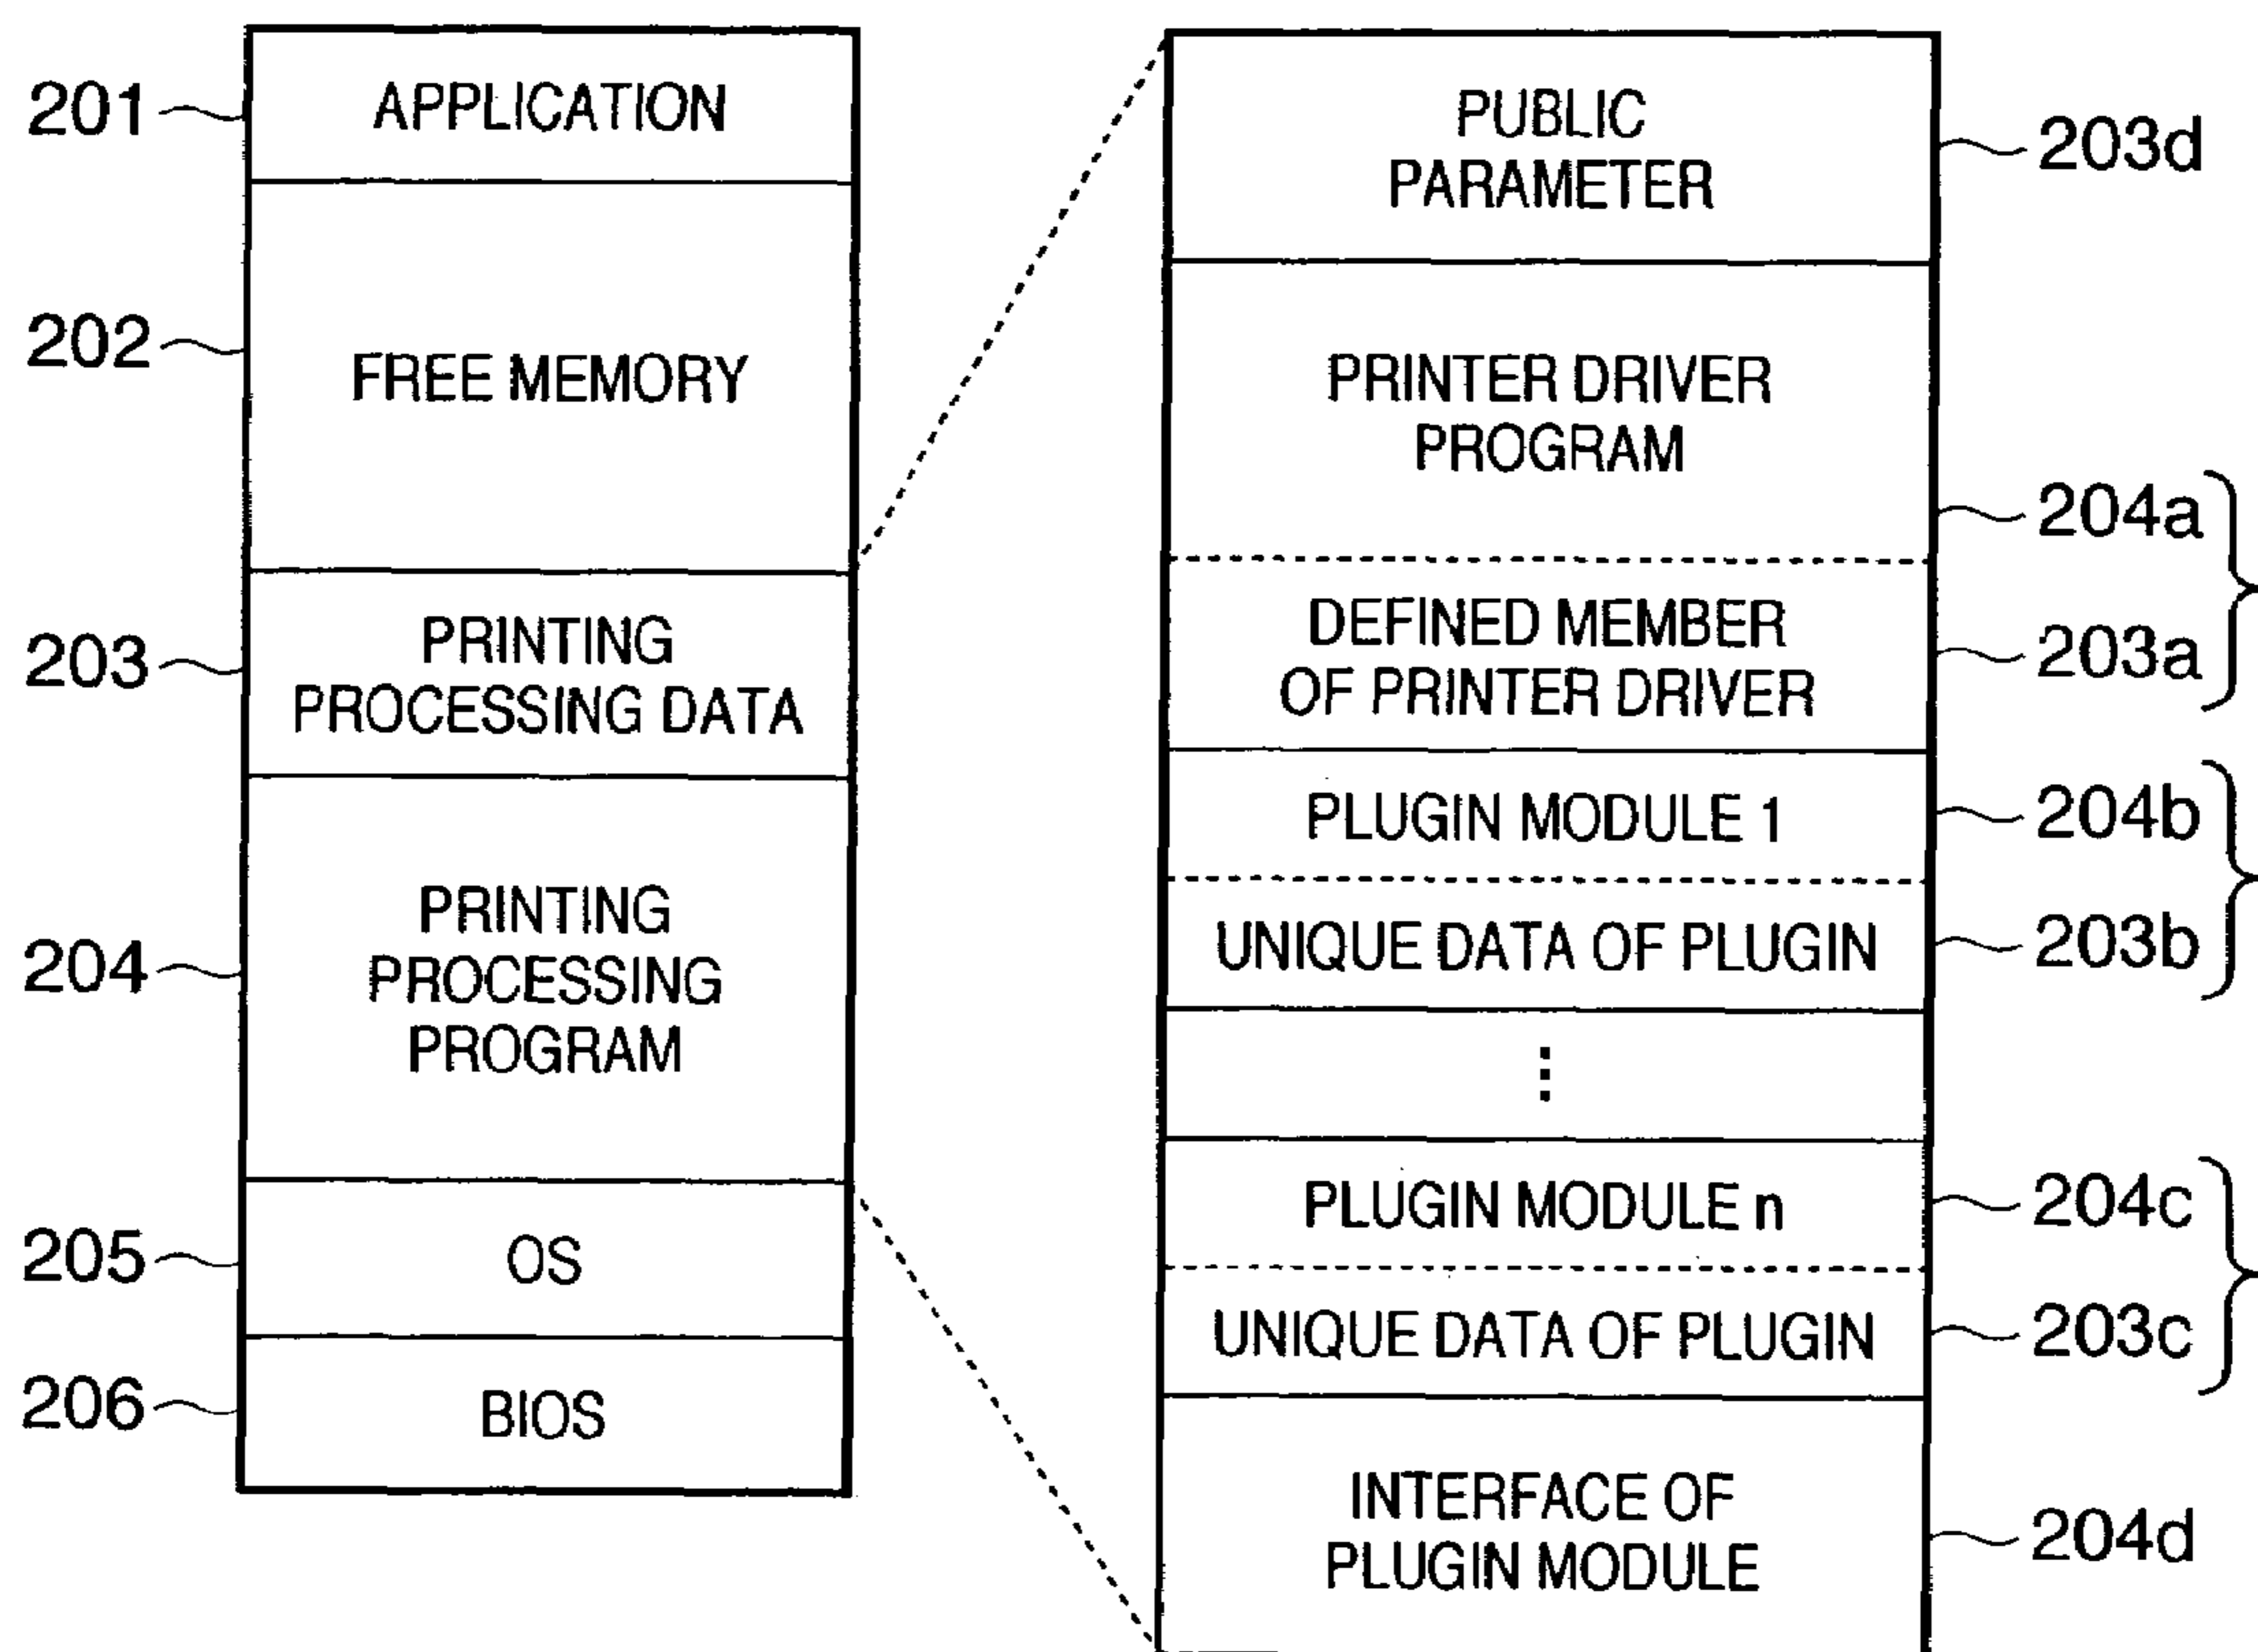 201
APPLICATION
202
FREE MEMORY
203
PRINTING
PROCESSING DATA
204
PRINTING
PROCESSING
PROGRAM
205
OS
206
BIOS
PUBLIC
PARAMETER
203d
PRINTER DRIVER
PROGRAM
204a
DEFINED MEMBER
OF PRINTER DRIVER
203a
PLUGIN MODULE 1
204b
UNIQUE DATA OF PLUGIN
203b
⋮
PLUGIN MODULE n
204c
UNIQUE DATA OF PLUGIN
203c
INTERFACE OF
PLUGIN MODULE
204d